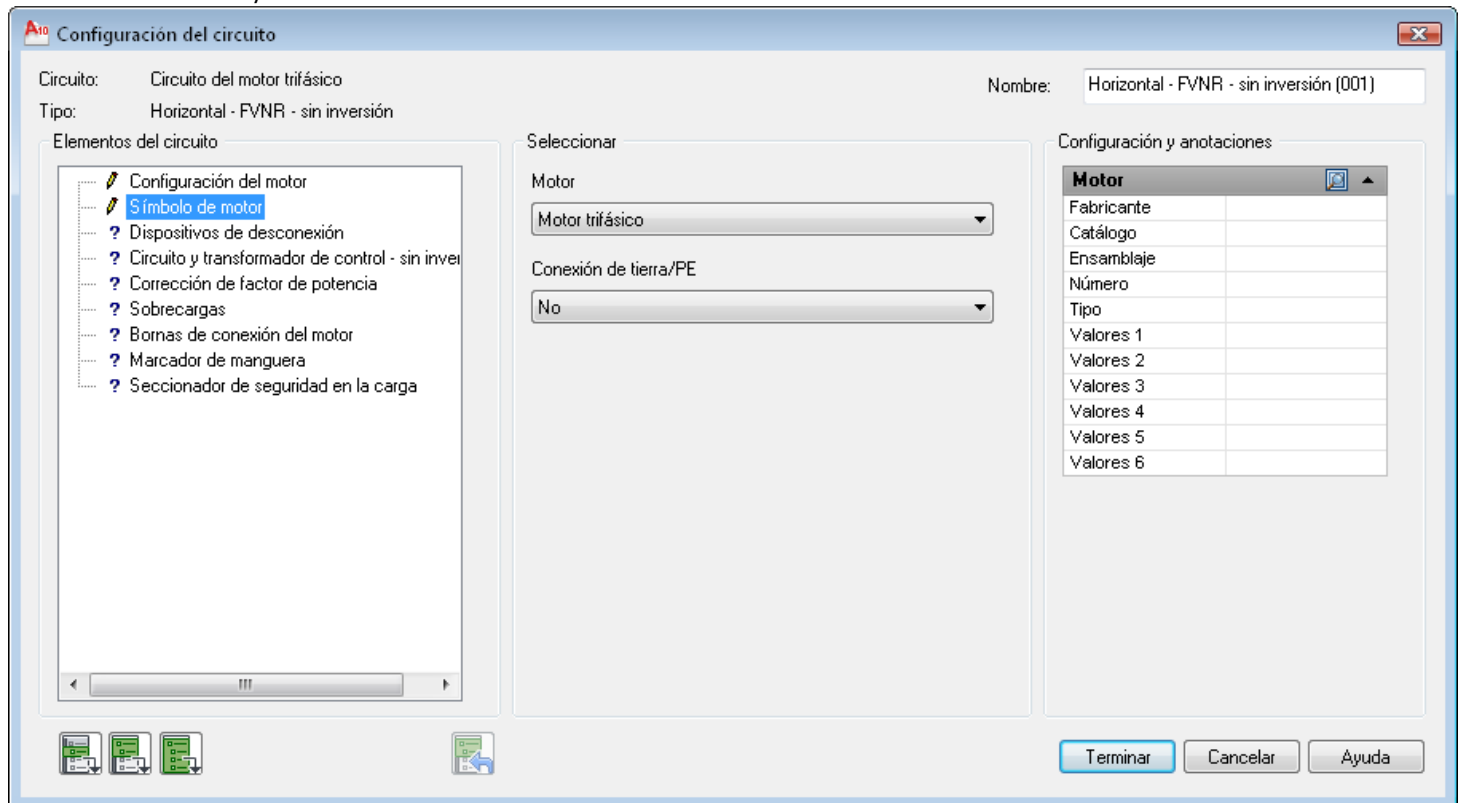 A10 Configuración del circuito
Circuito: Circuito del motor trifásico
Nombre: Horizontal - FVNR - sin inversión (001)
Tipo: Horizontal - FVNR - sin inversión
Elementos del circuito
Configuración del motor
Símbolo de motor
? Dispositivos de desconexión
? Circuito y transformador de control - sin inver
? Corrección de factor de potencia
? Sobrecargas
? Bornas de conexión del motor
? Marcador de manguera
? Seccionador de seguridad en la carga
Seleccionar
Motor
Motor trifásico
Conexión de tierra/PE
No
Configuración y anotaciones
Motor
Fabricante
Catálogo
Ensamblaje
Número
Tipo
Valores 1
Valores 2
Valores 3
Valores 4
Valores 5
Valores 6
Terminar Cancelar Ayuda